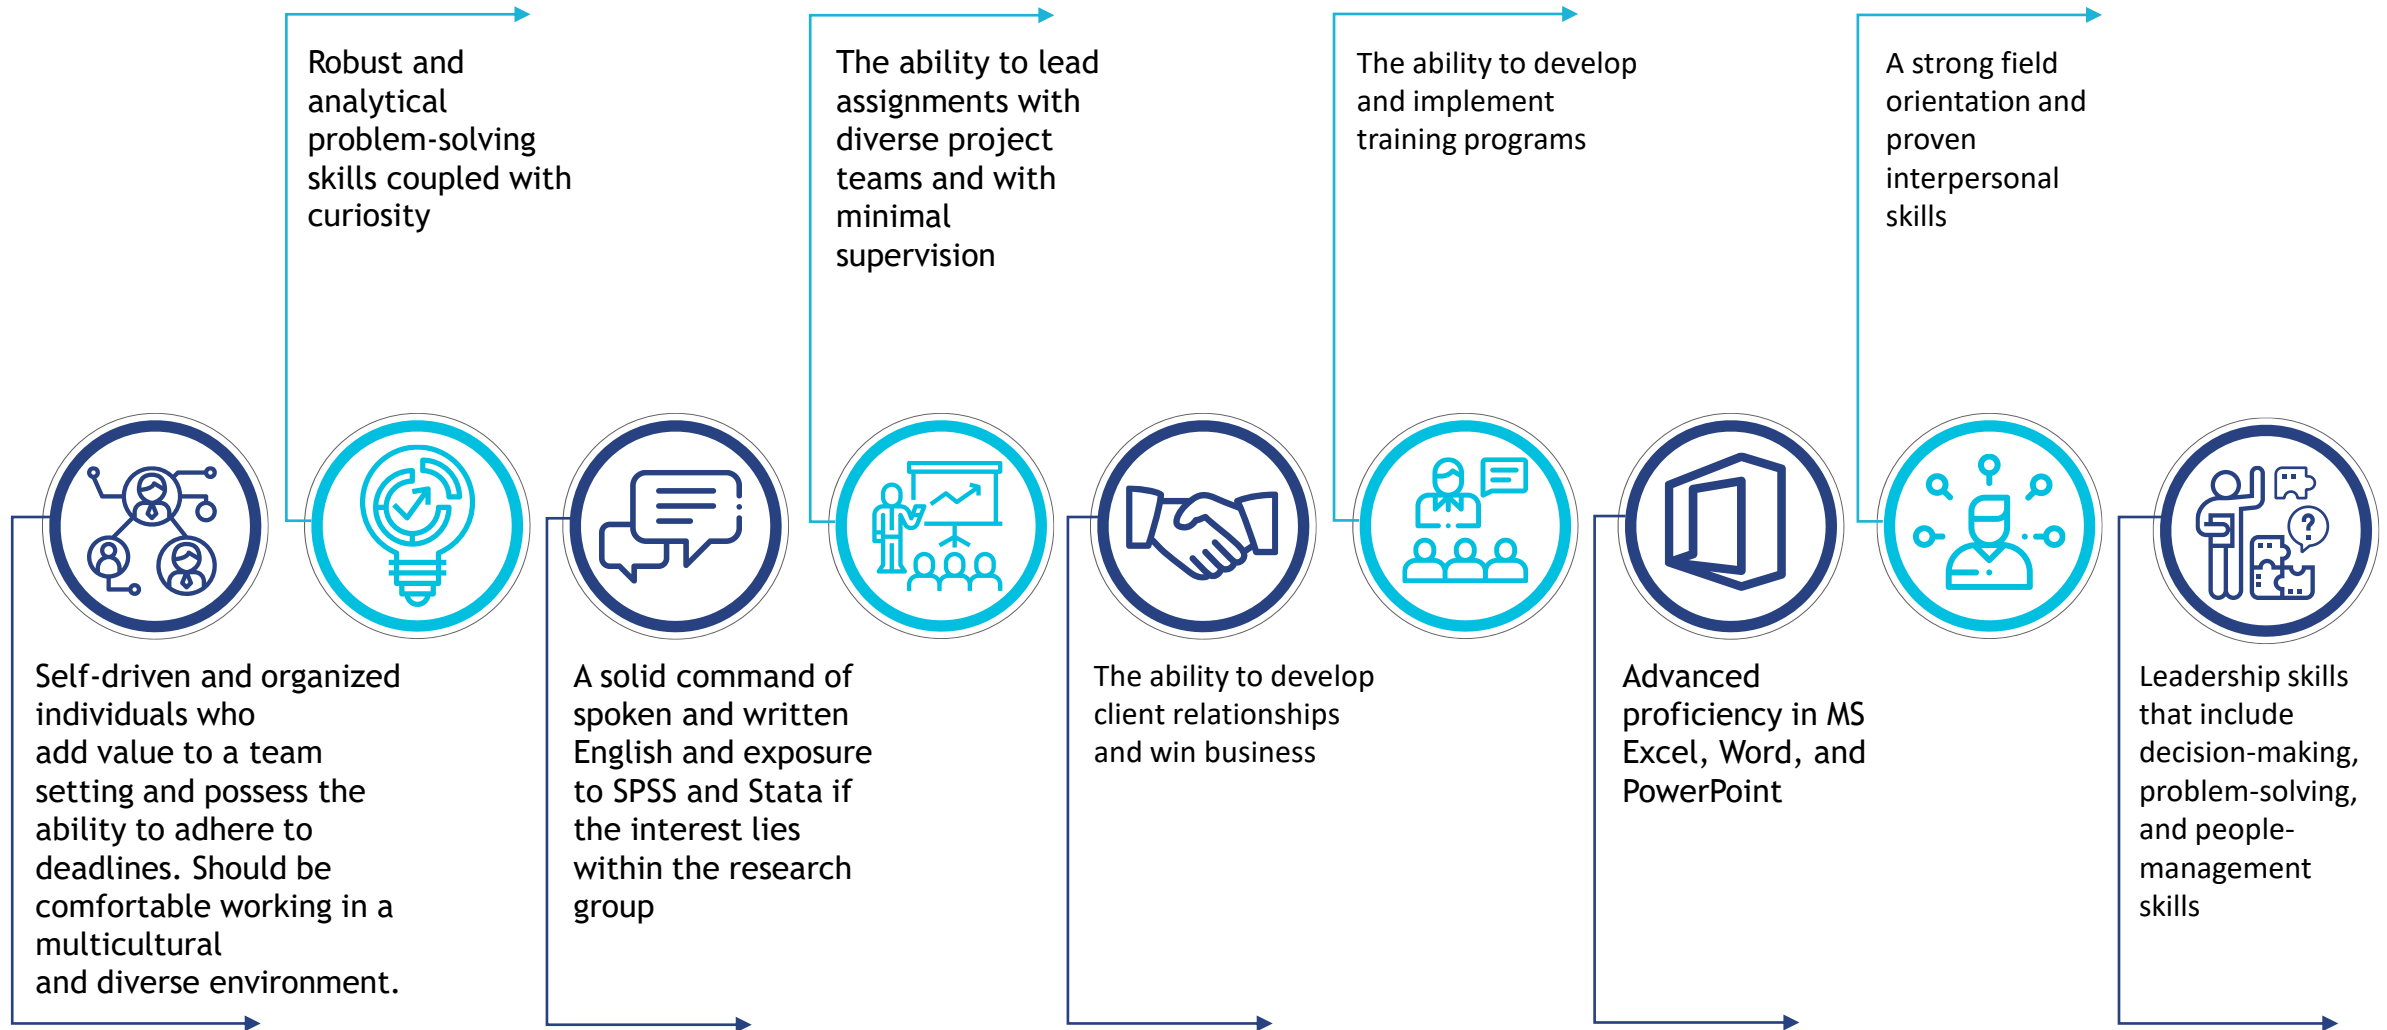 Robust and
analytical
problem-solving
skills coupled with
curiosity
The ability to lead
assignments with
diverse project
teams and with
minimal
supervision
The ability to develop
and implement
training programs
A strong field
orientation and
proven
interpersonal
skills
?
Self-driven and organized
individuals who
add value to a team
setting and possess the
ability to adhere to
deadlines. Should be
comfortable working in a
multicultural
and diverse environment.
A solid command of
spoken and written
English and exposure
to SPSS and Stata if
the interest lies
within the research
group
The ability to develop
client relationships
and win business
Advanced
proficiency in MS
Excel, Word, and
PowerPoint
Leadership skills
that include
decision-making,
problem-solving,
and people-
management
skills